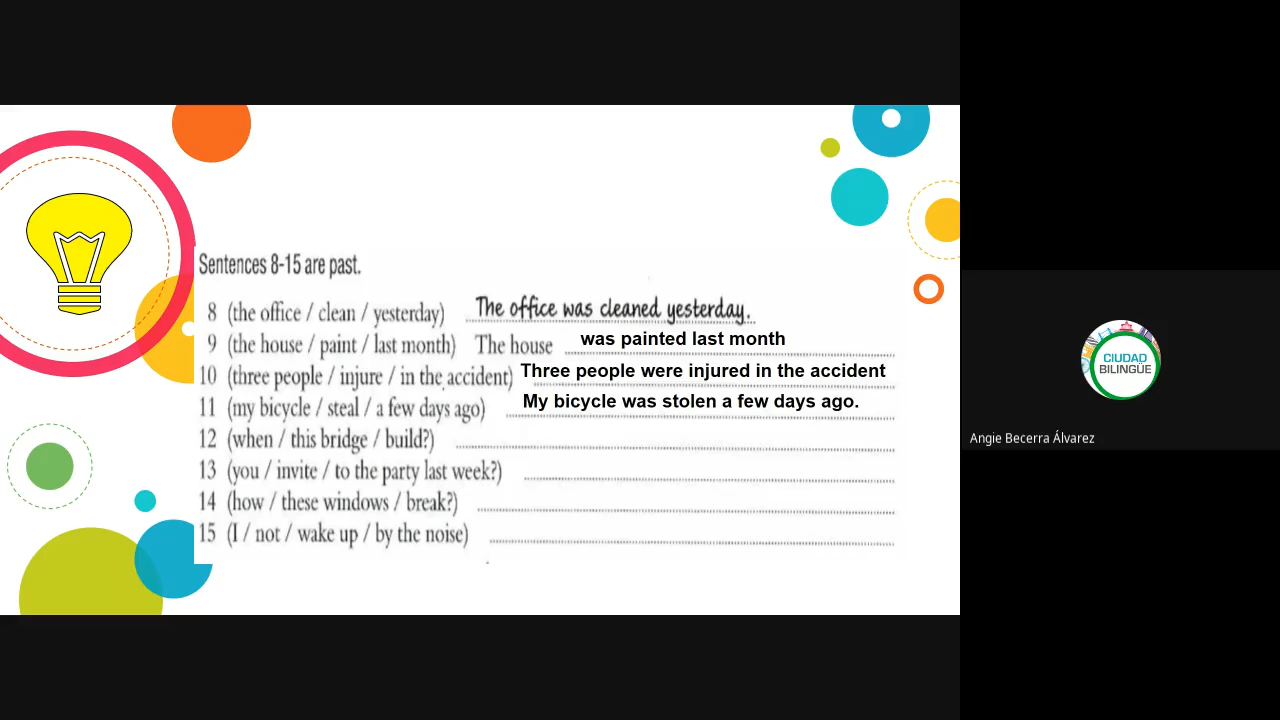 Sentences 8-15 are past.
8 (the office / clean / yesterday) The office was cleaned yesterday.
9 (the house / paint / last month) The house was painted last month
10 (three people / injure / in the accident) Three people were injured in the accident
11 (my bicycle / steal / a few days ago) My bicycle was stolen a few days ago.
12 (when / this bridge / build?)
13 (you / invite / to the party last week?)
14 (how / these windows / break?)
15 (I / not / wake up / by the noise)
CIUDAD
BILINGÜE
Angie Becerra Álvarez